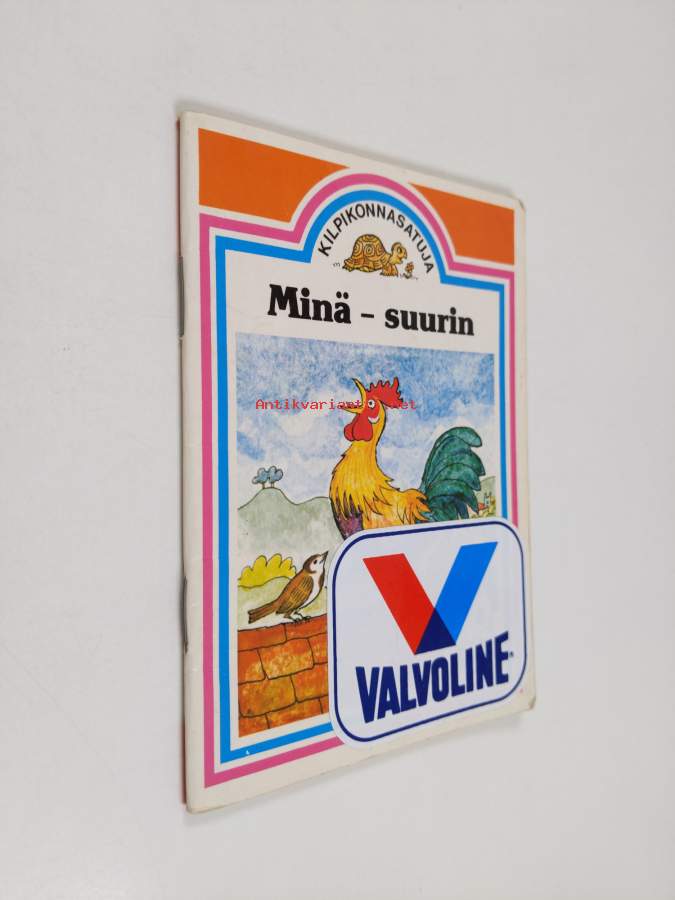 KILPIKONNASATUJA
Minä - suurin
Antikvariaatti.net
VALVOLINE®